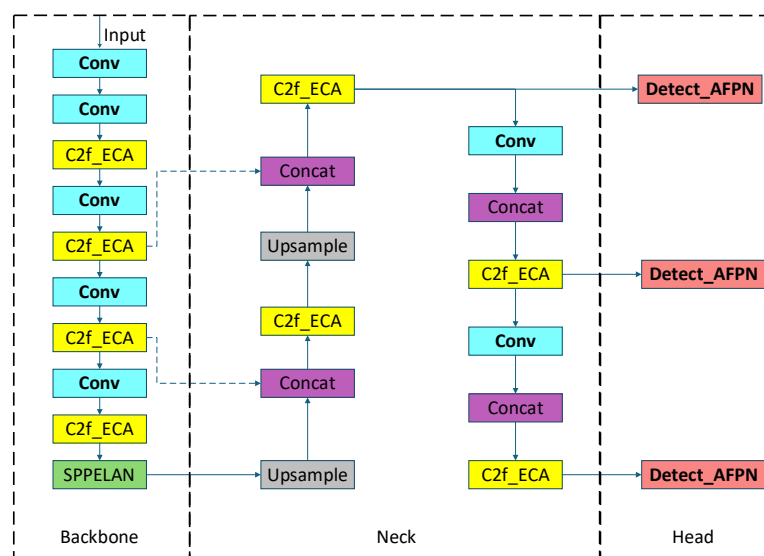 Input
Conv
Conv
C2f_ECA
Conv
C2f_ECA
Conv
C2f_ECA
Conv
C2f_ECA
SPPELAN
Backbone
C2f_ECA
Concat
Upsample
C2f_ECA
Concat
Upsample
Conv
Concat
C2f_ECA
Conv
Concat
C2f_ECA
Neck
Detect_AFPN
Detect_AFPN
Detect_AFPN
Head